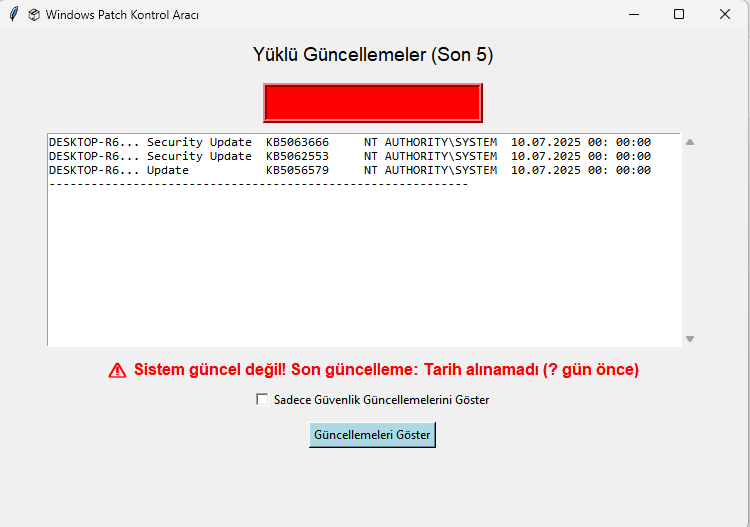 Windows Patch Kontrol Aracı
Yüklü Güncellemeler (Son 5)
DESKTOP-R6... Security Update KB5063666 NT AUTHORITY\SYSTEM 10.07.2025 00: 00:00
DESKTOP-R6... Security Update KB5062553 NT AUTHORITY\SYSTEM 10.07.2025 00: 00:00
DESKTOP-R6... Update KB5056579 NT AUTHORITY\SYSTEM 10.07.2025 00: 00:00
------------------------------------------------------------
⚠ Sistem güncel değil! Son güncelleme: Tarih alınamadı (? gün önce)
Sadece Güvenlik Güncellemelerini Göster
Güncellemeleri Göster